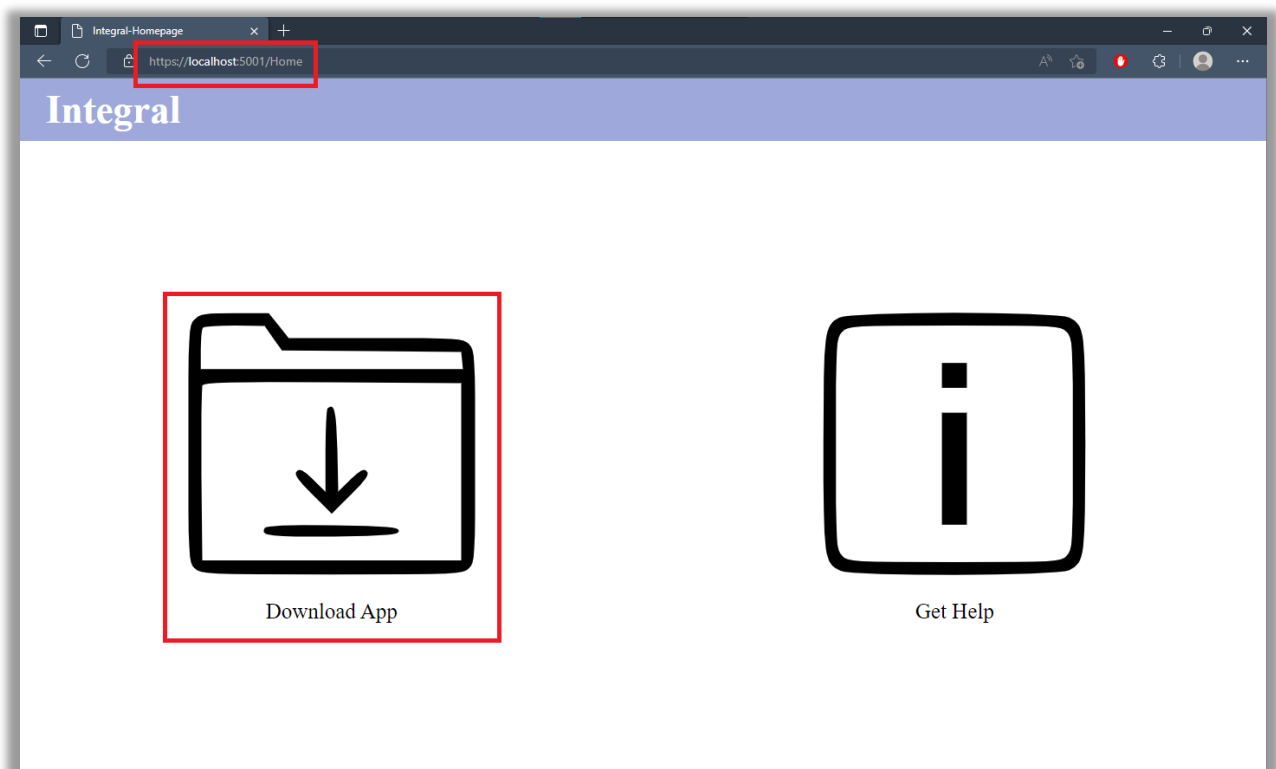 Integral-Homepage
https://localhost:5001/Home
Integral
i
Download App
Get Help